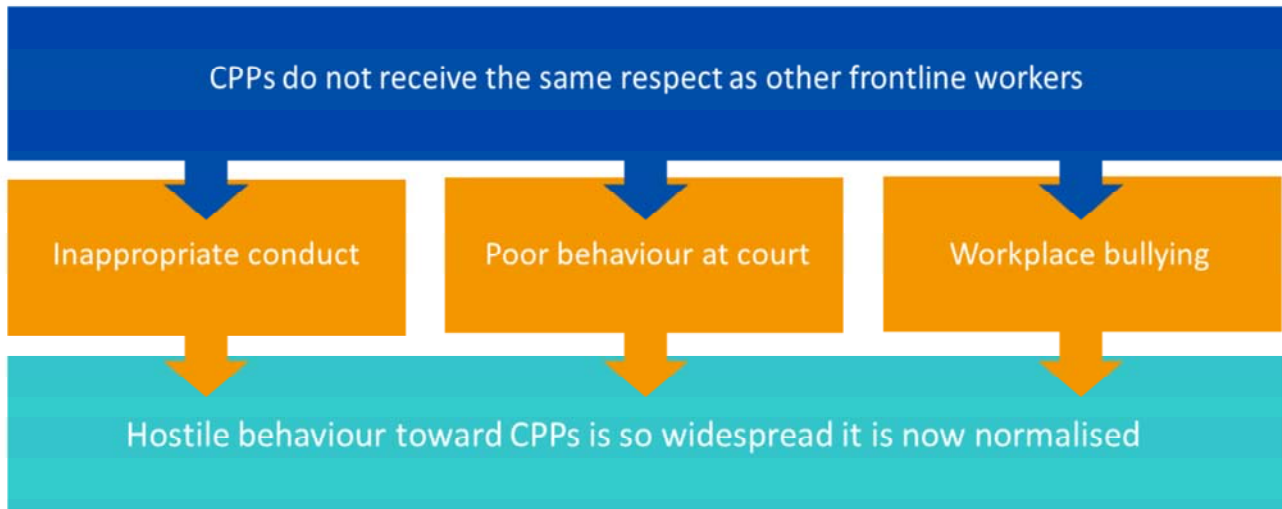 CPPs do not receive the same respect as other frontline workers
Inappropriate conduct
Poor behaviour at court
Workplace bullying
Hostile behaviour toward CPPs is so widespread it is now normalised